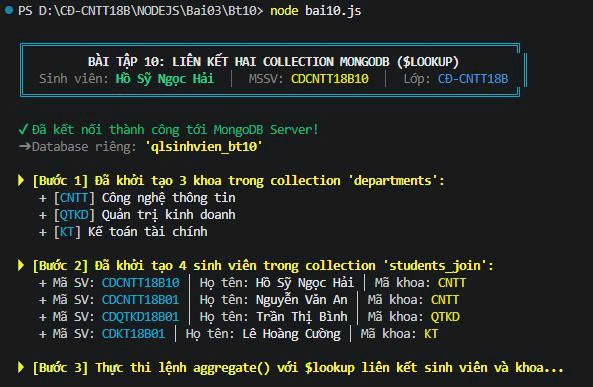 PS D:\CĐ-CNTT18B\NODEJS\Bai03\Bt10> node bai10.js
BÀI TẬP 10: LIÊN KẾT HAI COLLECTION MONGODB ($LOOKUP)
Sinh viên: Hồ Sỹ Ngọc Hải | MSSV: CDCNTT18B10 | Lớp: CĐ-CNTT18B
✓ Đã kết nối thành công tới MongoDB Server!
➔Database riêng: 'qlsinhvien_bt10'
[Bước 1] Đã khởi tạo 3 khoa trong collection 'departments':
+ [CNTT] Công nghệ thông tin
+ [QTKD] Quản trị kinh doanh
+ [KT] Kế toán tài chính
[Bước 2] Đã khởi tạo 4 sinh viên trong collection 'students_join':
+ Mã SV: CDCNTT18B10 | Họ tên: Hồ Sỹ Ngọc Hải | Mã khoa: CNTT
+ Mã SV: CDCNTT18B01 | Họ tên: Nguyễn Văn An | Mã khoa: CNTT
+ Mã SV: CDQTKD18B01 | Họ tên: Trần Thị Bình | Mã khoa: QTKD
+ Mã SV: CDKT18B01 | Họ tên: Lê Hoàng Cường | Mã khoa: KT
[Bước 3] Thực thi lệnh aggregate() với $lookup liên kết sinh viên và khoa...